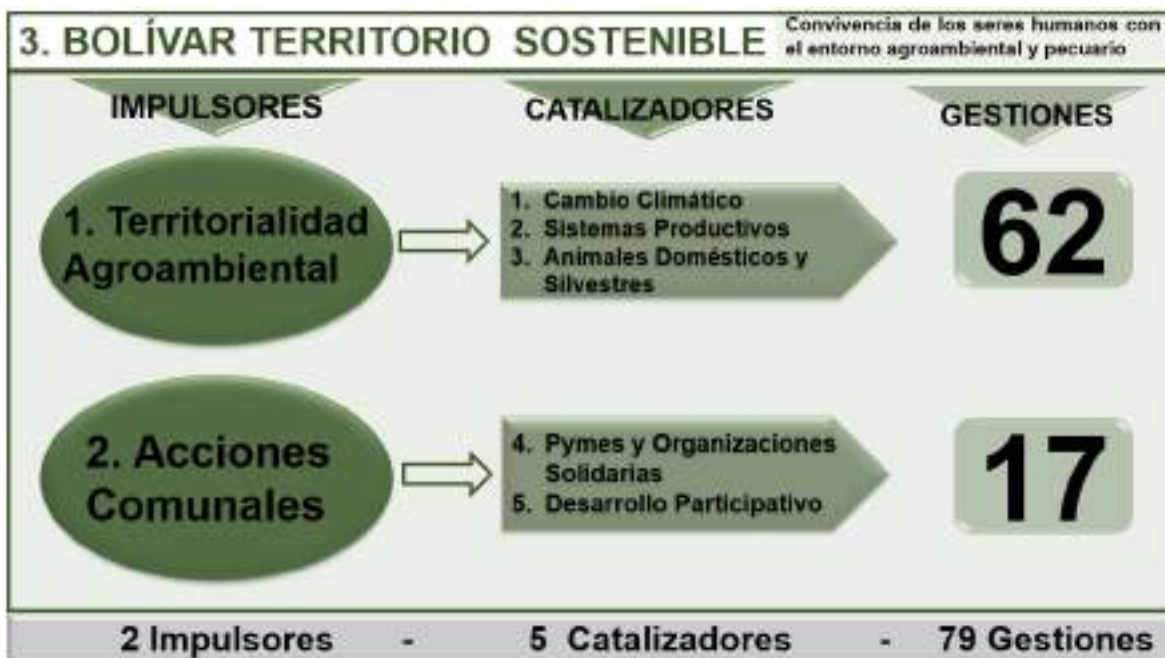 3. BOLÍVAR TERRITORIO SOSTENIBLE
Convivencia de los seres humanos con
el entorno agroambiental y pecuario
IMPULSORES
CATALIZADORES
GESTIONES
1. Territorialidad
Agroambiental
1. Cambio Climático
2. Sistemas Productivos
3. Animales Domésticos y
Silvestres
62
2. Acciones
Comunales
4. Pymes y Organizaciones
Solidarias
5. Desarrollo Participativo
17
2 Impulsores - 5 Catalizadores - 79 Gestiones